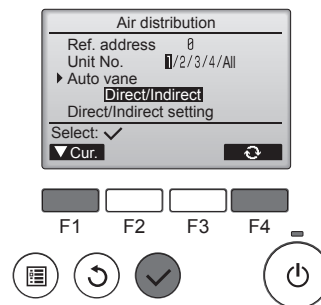 Air distribution
Ref. address 0
Unit No. 1/2/3/4/All
Auto vane
Direct/Indirect
Direct/Indirect setting
Select:
Cur.
F1 F2 F3 F4